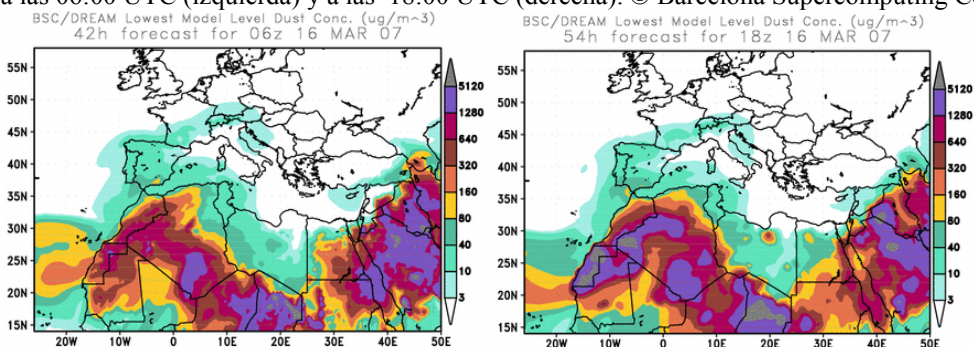 a las 06:00 UTC (izquierda) y a las 18:00 UTC (derecha). © Barcelona Supercomputing
BSC/DREAM Lowest Model Level Dust Conc. (ug/m^3)
42h forecast for 06z 16 MAR 07
55N
50N
45N
40N
35N
30N
25N
20N
15N
20W 10W 0 10E 20E 30E 40E 50E
5120
1280
640
320
160
80
40
10
3
BSC/DREAM Lowest Model Level Dust Conc. (ug/m^3)
54h forecast for 18z 16 MAR 07
55N
50N
45N
40N
35N
30N
25N
20N
15N
20W 10W 0 10E 20E 30E 40E 50E
5120
1280
640
320
160
80
40
10
3